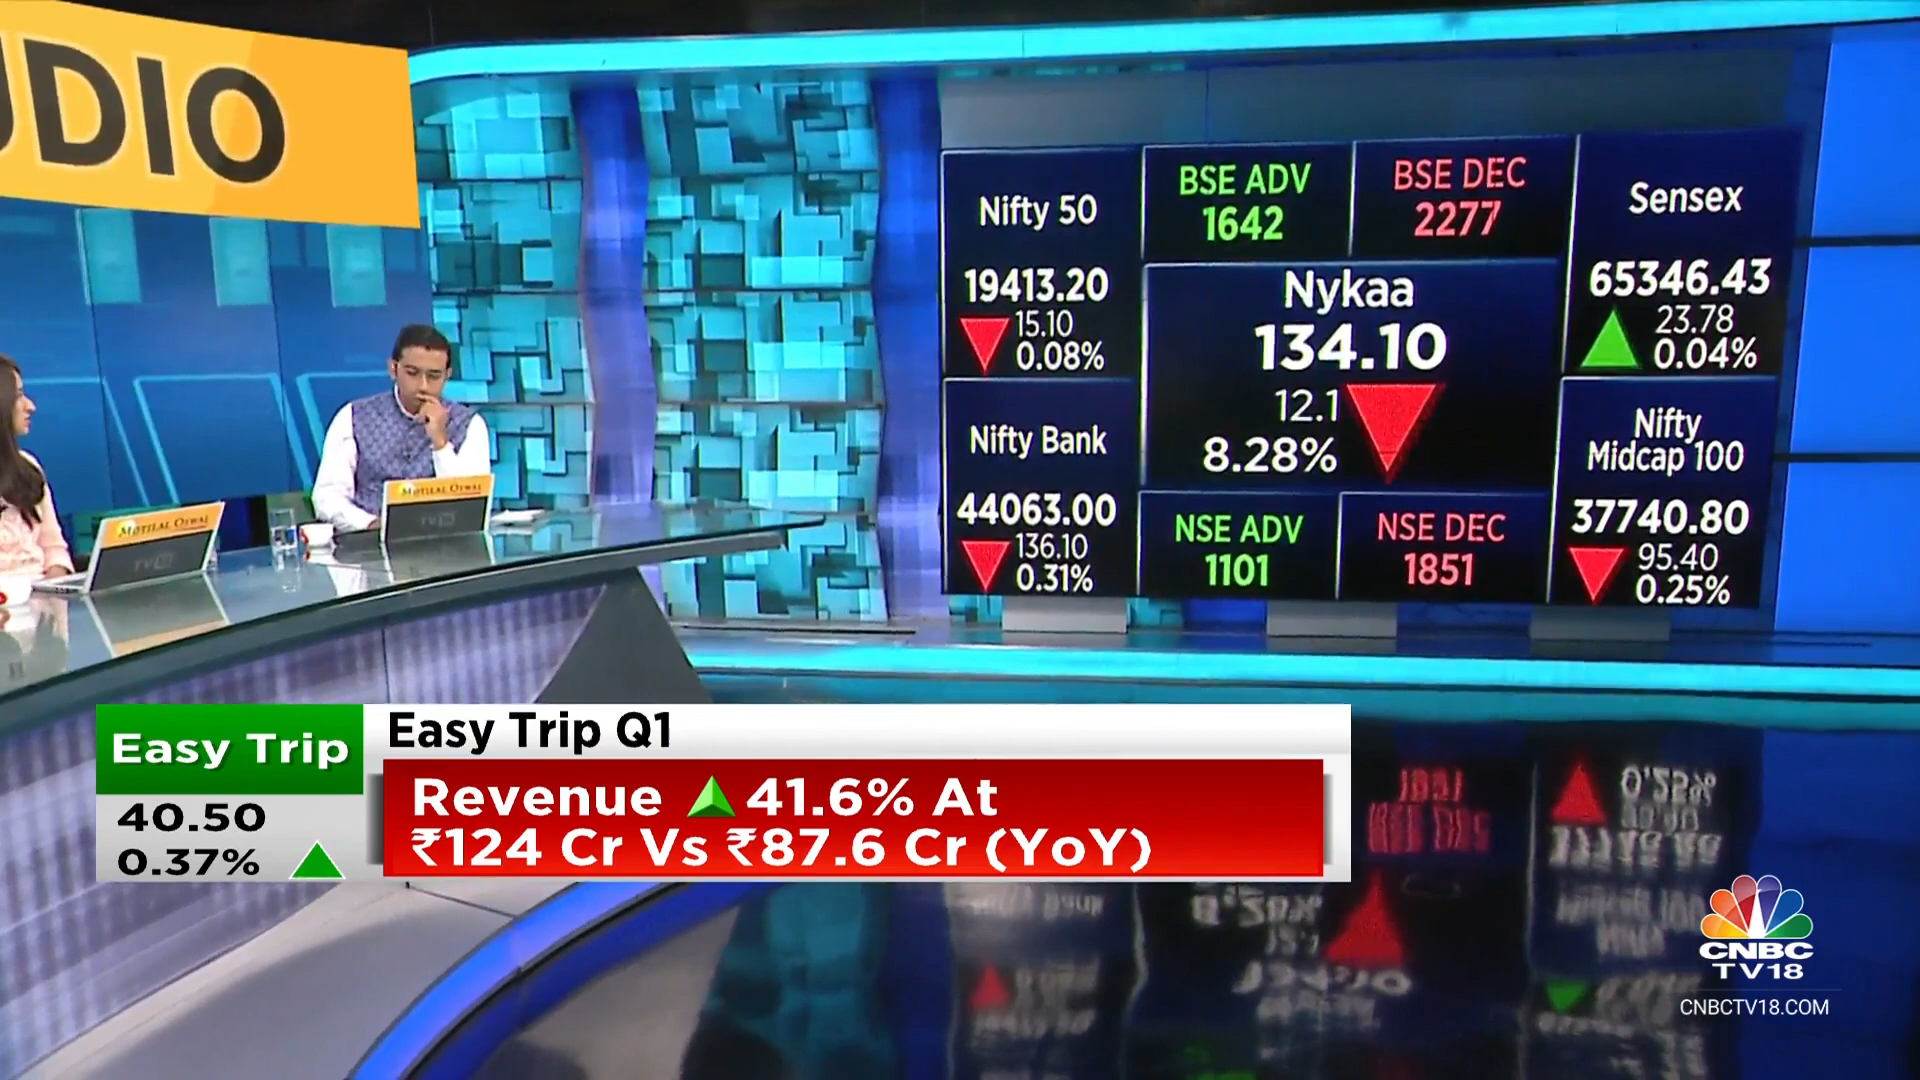 UDIO
Nifty 50
19413.20
15.10
0.08%
BSE ADV
1642
BSE DEC
2277
Sensex
65346.43
23.78
0.04%
Nykaa
134.10
12.1
8.28%
Nifty Bank
44063.00
136.10
0.31%
NSE ADV
1101
NSE DEC
1851
Nifty
Midcap 100
37740.80
95.40
0.25%
MOTILAL OSWAL
MOTILAL OSWAL
Easy Trip
40.50
0.37%
Easy Trip Q1
Revenue ▲ 41.6% At
₹124 Cr Vs ₹87.6 Cr (YoY)
CNBC
TV18
CNBCTV18.COM